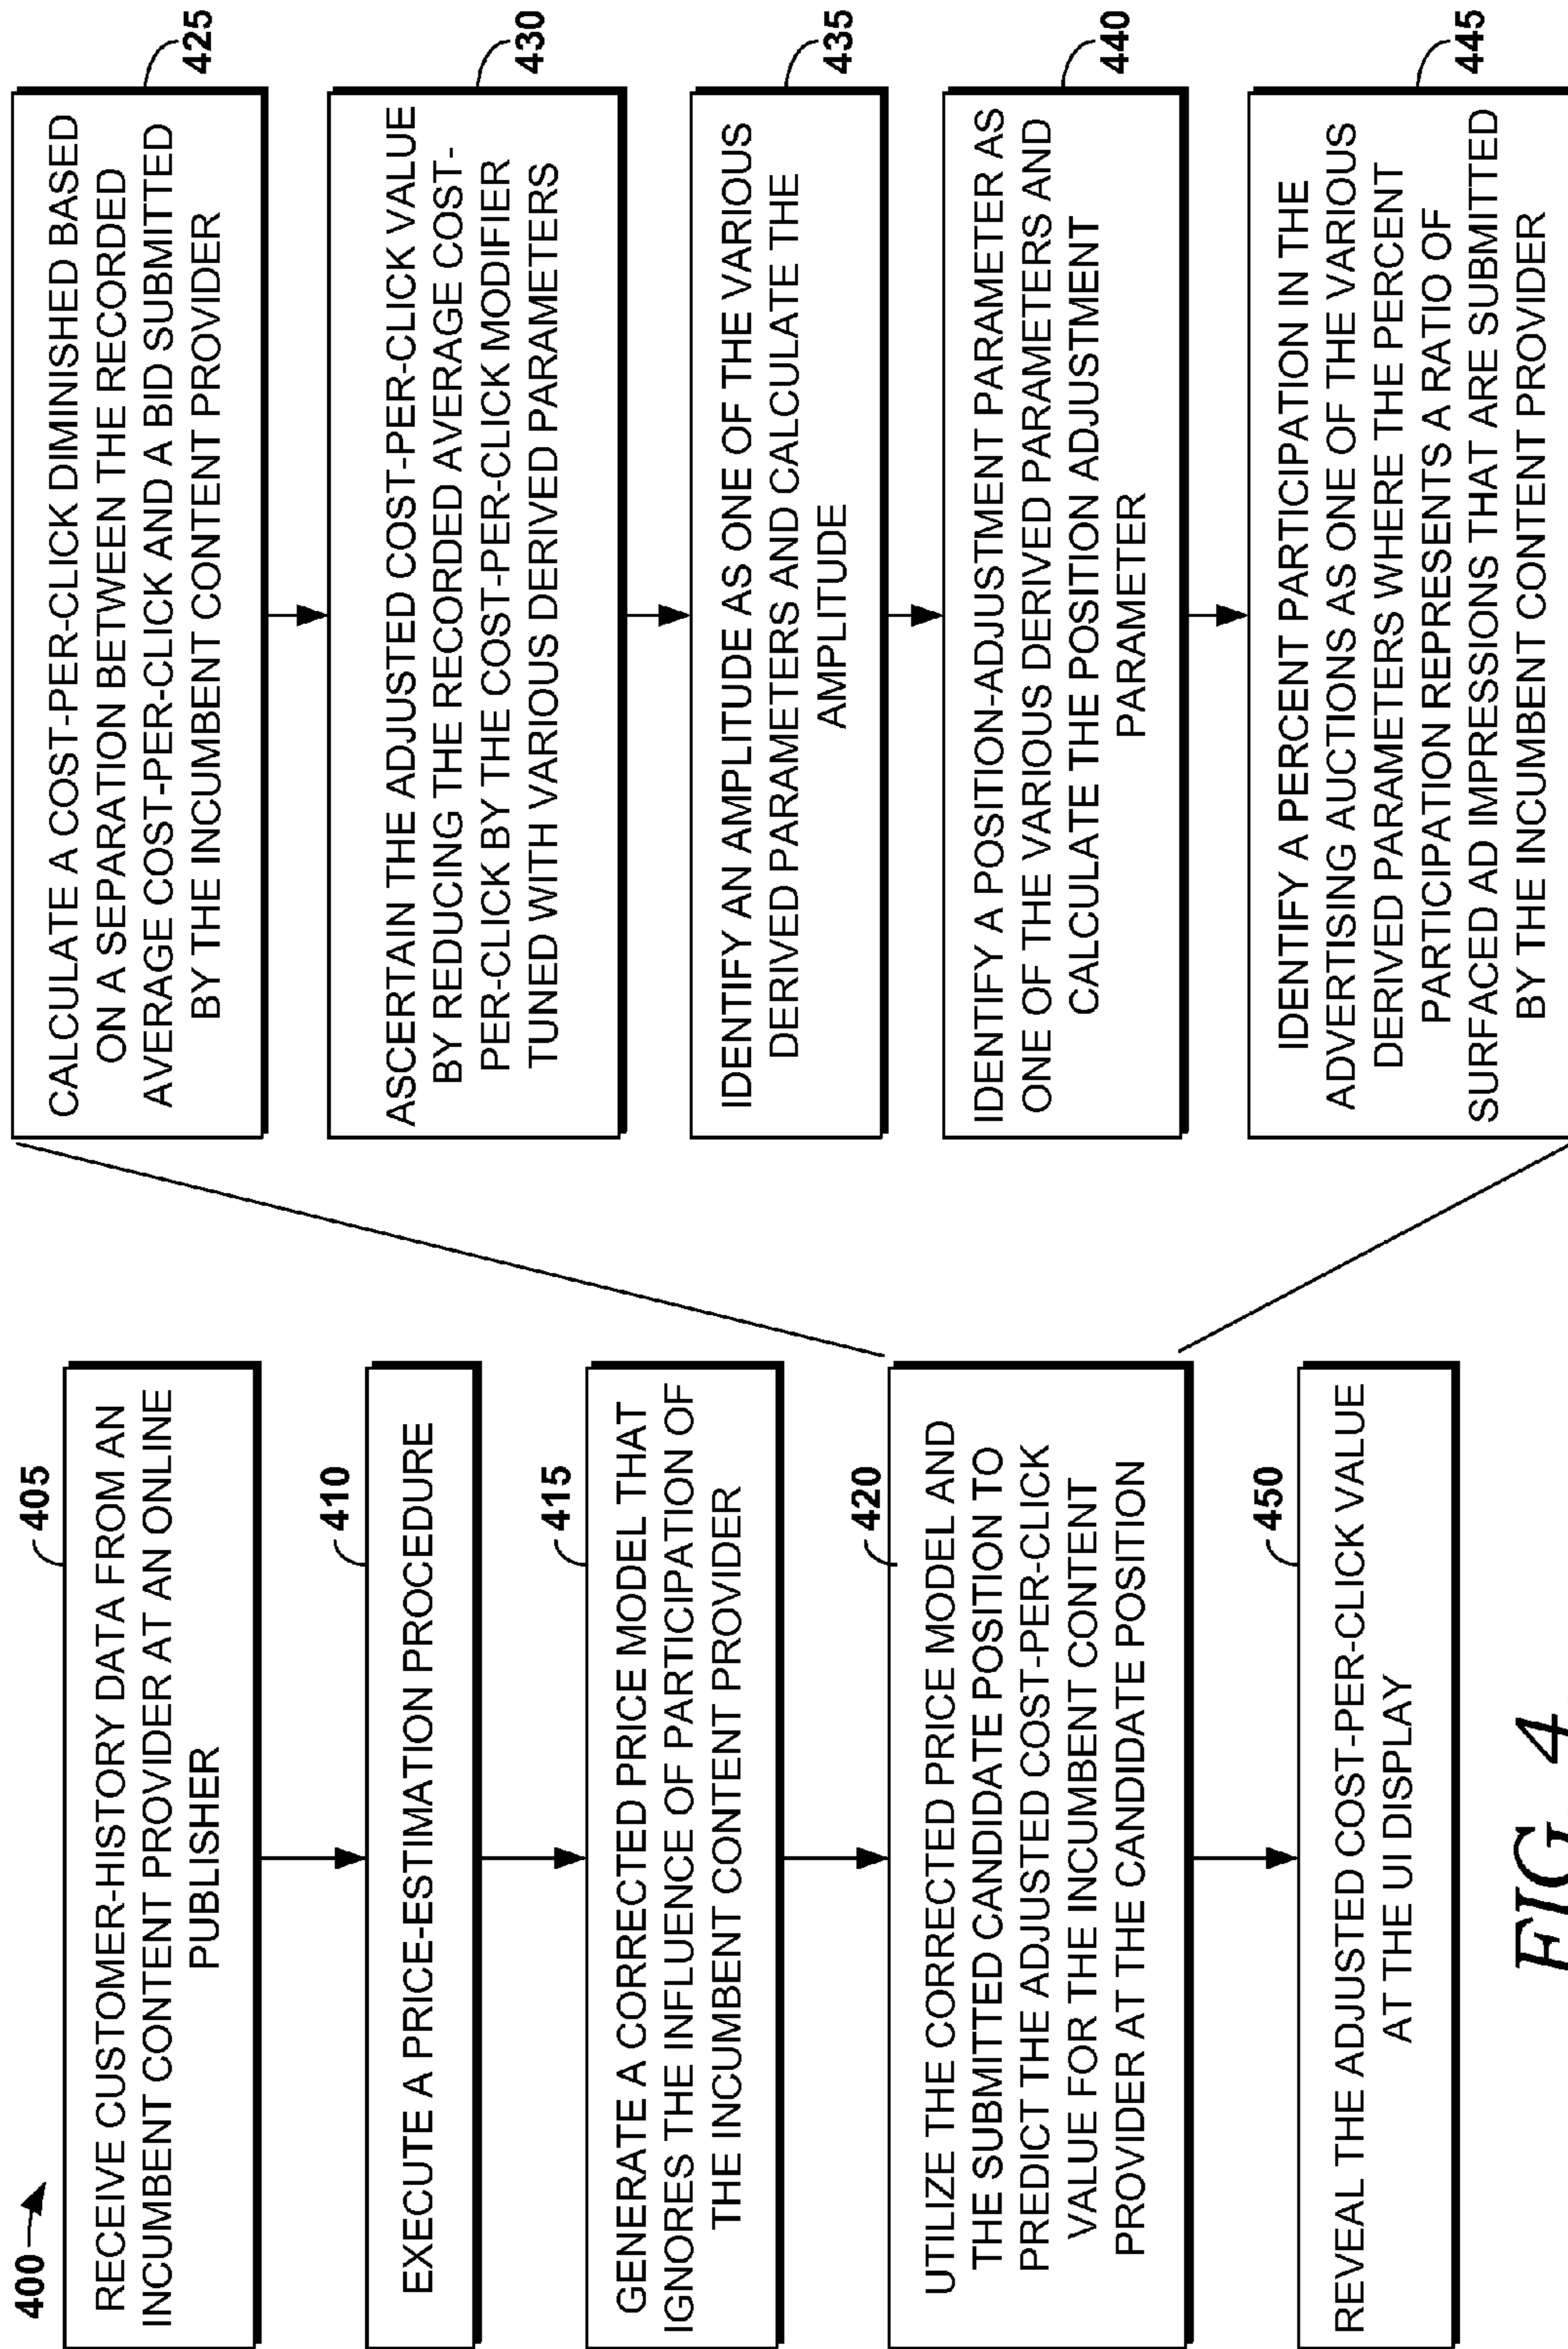 400
405
RECEIVE CUSTOMER-HISTORY DATA FROM AN
INCUMBENT CONTENT PROVIDER AT AN ONLINE
PUBLISHER
410
EXECUTE A PRICE-ESTIMATION PROCEDURE
415
GENERATE A CORRECTED PRICE MODEL THAT
IGNORES THE INFLUENCE OF PARTICIPATION OF
THE INCUMBENT CONTENT PROVIDER
420
UTILIZE THE CORRECTED PRICE MODEL AND
THE SUBMITTED CANDIDATE POSITION TO
PREDICT THE ADJUSTED COST-PER-CLICK
VALUE FOR THE INCUMBENT CONTENT
PROVIDER AT THE CANDIDATE POSITION
450
REVEAL THE ADJUSTED COST-PER-CLICK VALUE
AT THE UI DISPLAY
425
CALCULATE A COST-PER-CLICK DIMINISHED BASED
ON A SEPARATION BETWEEN THE RECORDED
AVERAGE COST-PER-CLICK AND A BID SUBMITTED
BY THE INCUMBENT CONTENT PROVIDER
430
ASCERTAIN THE ADJUSTED COST-PER-CLICK VALUE
BY REDUCING THE RECORDED AVERAGE COST-
PER-CLICK BY THE COST-PER-CLICK MODIFIER
TUNED WITH VARIOUS DERIVED PARAMETERS
435
IDENTIFY AN AMPLITUDE AS ONE OF THE VARIOUS
DERIVED PARAMETERS AND CALCULATE THE
AMPLITUDE
440
IDENTIFY A POSITION-ADJUSTMENT PARAMETER AS
ONE OF THE VARIOUS DERIVED PARAMETERS AND
CALCULATE THE POSITION ADJUSTMENT
PARAMETER
445
IDENTIFY A PERCENT PARTICIPATION IN THE
ADVERTISING AUCTIONS AS ONE OF THE VARIOUS
DERIVED PARAMETERS WHERE THE PERCENT
PARTICIPATION REPRESENTS A RATIO OF
SURFACED AD IMPRESSIONS THAT ARE SUBMITTED
BY THE INCUMBENT CONTENT PROVIDER
FIG. 4